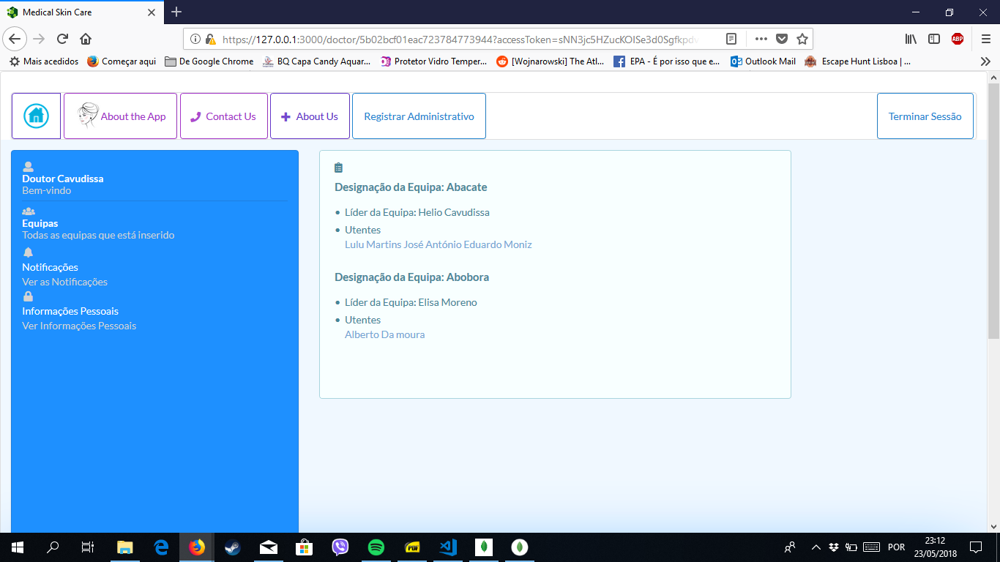 Medical Skin Care
https://127.0.0.1:3000/doctor/5b02bcf01eac723784773944?accessToken=sNN3jc5HZucKOISe3d0Sgfkpdv
ABP
Mais acedidos Começar aqui De Google Chrome BQ Capa Candy Aquar... Protetor Vidro Temper... [Wojnarowski] The Atl... EPA - É por isso que e... Outlook Mail Escape Hunt Lisboa | ...
About the App Contact Us About Us Registrar Administrativo Terminar Sessão
Doutor Cavudissa
Bem-vindo
Equipas
Todas as equipas que está inserido
Notificações
Ver as Notificações
Informações Pessoais
Ver Informações Pessoais
Designação da Equipa: Abacate
Líder da Equipa: Helio Cavudissa
Utentes
Lulu Martins José António Eduardo Moniz
Designação da Equipa: Abobora
Líder da Equipa: Elisa Moreno
Utentes
Alberto Da moura
PDF
POR
23:12
23/05/2018